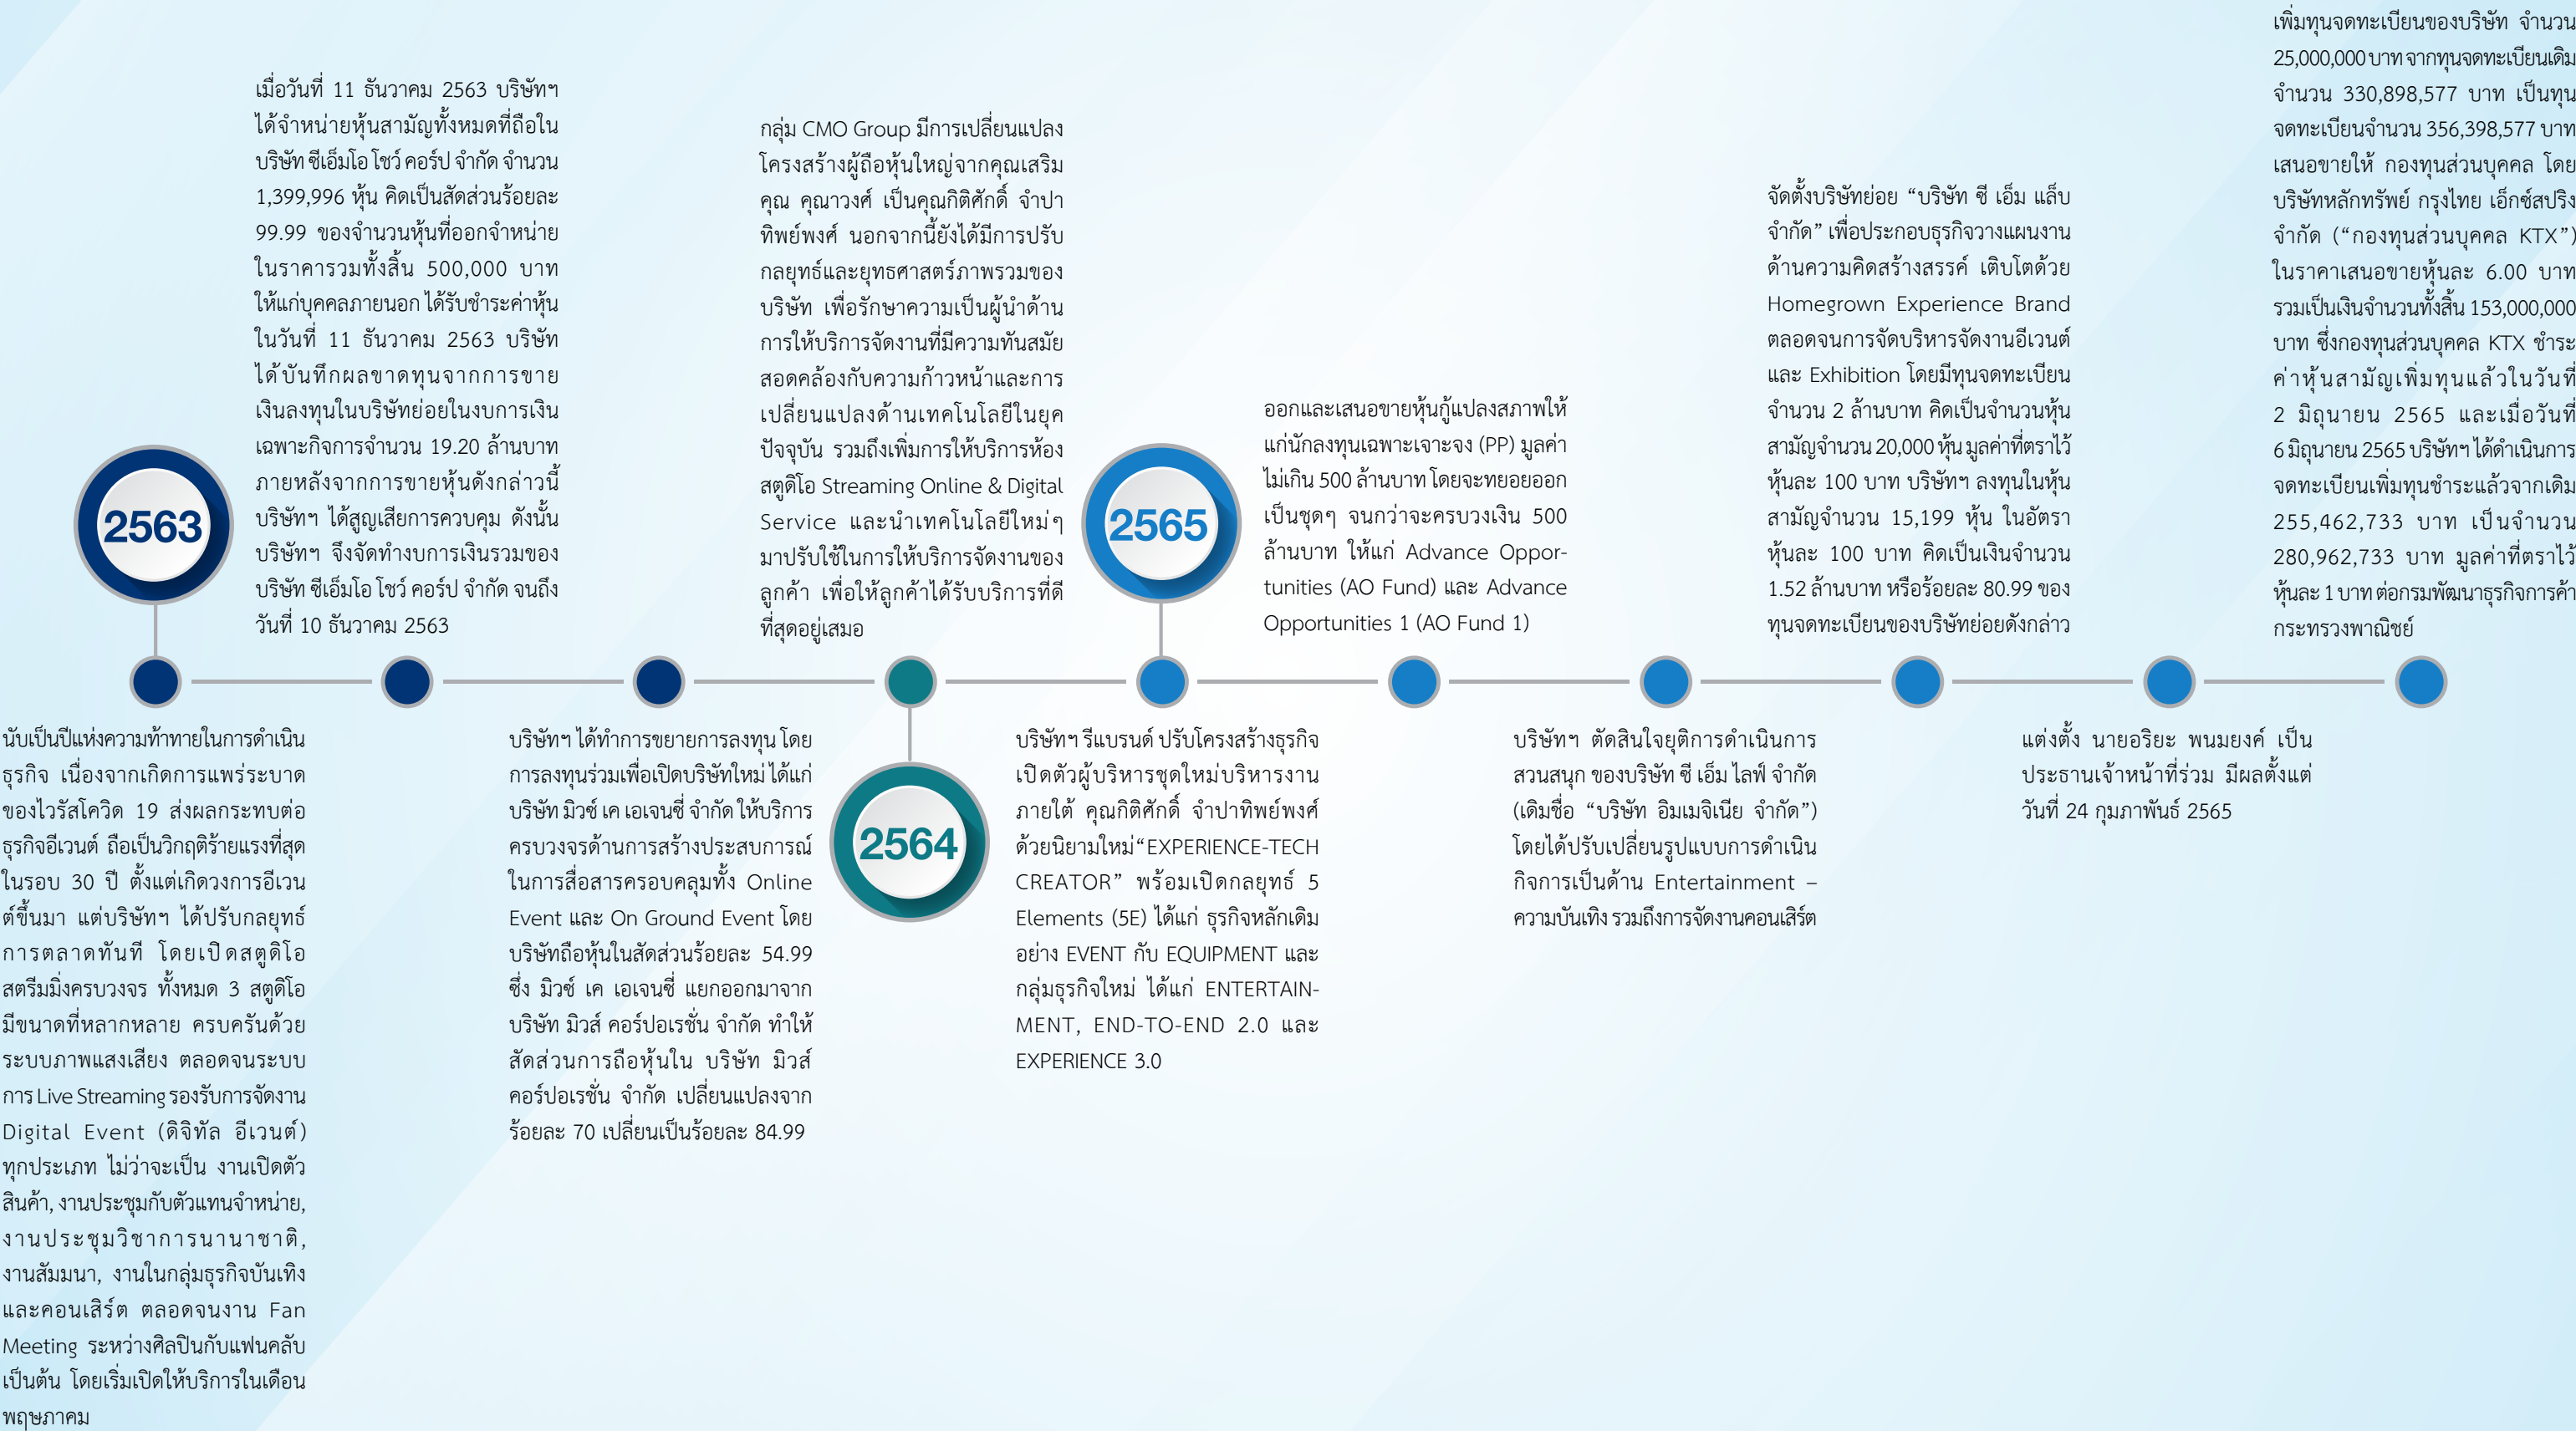 2563
นับเป็นปีแห่งความท้าทายในการดำเนิน
ธุรกิจ เนื่องจากเกิดการแพร่ระบาด
ของไวรัสโควิด 19 ส่งผลกระทบต่อ
ธุรกิจอีเวนต์ ถือเป็นวิกฤติร้ายแรงที่สุด
ในรอบ 30 ปี ตั้งแต่เกิดวงการอีเวน
ต์ขึ้นมา แต่บริษัทฯ ได้ปรับกลยุทธ์
การตลาดทันที โดยเปิดสตูดิโอ
สตรีมมิ่งครบวงจร ทั้งหมด 3 สตูดิโอ
มีขนาดที่หลากหลาย ครบครันด้วย
ระบบภาพแสงเสียง ตลอดจนระบบ
การ Live Streaming รองรับการจัดงาน
Digital Event (ดิจิทัล อีเวนต์)
ทุกประเภท ไม่ว่าจะเป็น งานเปิดตัว
สินค้า, งานประชุมกับตัวแทนจำหน่าย,
งานประชุมวิชาการนานาชาติ,
งานสัมมนา, งานในกลุ่มธุรกิจบันเทิง
และคอนเสิร์ต ตลอดจนงาน Fan
Meeting ระหว่างศิลปินกับแฟนคลับ
เป็นต้น โดยเริ่มเปิดให้บริการในเดือน
พฤษภาคม
เมื่อวันที่ 11 ธันวาคม 2563 บริษัทฯ
ได้จำหน่ายหุ้นสามัญทั้งหมดที่ถือใน
บริษัท ซีเอ็มโอ โชว์ คอร์ป จำกัด จำนวน
1,399,996 หุ้น คิดเป็นสัดส่วนร้อยละ
99.99 ของจำนวนหุ้นที่ออกจำหน่าย
ในราคารวมทั้งสิ้น 500,000 บาท
ให้แก่บุคคลภายนอก ได้รับชำระค่าหุ้น
ในวันที่ 11 ธันวาคม 2563 บริษัท
ได้บันทึกผลขาดทุนจากการขาย
เงินลงทุนในบริษัทย่อยในงบการเงิน
เฉพาะกิจการจำนวน 19.20 ล้านบาท
ภายหลังจากการขายหุ้นดังกล่าวนี้
บริษัทฯ ได้สูญเสียการควบคุม ดังนั้น
บริษัทฯ จึงจัดทำงบการเงินรวมของ
บริษัท ซีเอ็มโอ โชว์ คอร์ป จำกัด จนถึง
วันที่ 10 ธันวาคม 2563
บริษัทฯ ได้ทำการขยายการลงทุน โดย
การลงทุนร่วมเพื่อเปิดบริษัทใหม่ ได้แก่
บริษัท มิวซ์ เค เอเจนซี่ จำกัด ให้บริการ
ครบวงจรด้านการสร้างประสบการณ์
ในการสื่อสารครอบคลุมทั้ง Online
Event และ On Ground Event โดย
บริษัทถือหุ้นในสัดส่วนร้อยละ 54.99
ซึ่ง มิวซ์ เค เอเจนซี่ แยกออกมาจาก
บริษัท มิวส์ คอร์ปอเรชั่น จำกัด ทำให้
สัดส่วนการถือหุ้นใน บริษัท มิวส์
คอร์ปอเรชั่น จำกัด เปลี่ยนแปลงจาก
ร้อยละ 70 เปลี่ยนเป็นร้อยละ 84.99
2564
กลุ่ม CMO Group มีการเปลี่ยนแปลง
โครงสร้างผู้ถือหุ้นใหญ่จากคุณเสริม
คุณ คุณาวงศ์ เป็นคุณกิติศักดิ์ จำปา
ทิพย์พงศ์ นอกจากนี้ยังได้มีการปรับ
กลยุทธ์และยุทธศาสตร์ภาพรวมของ
บริษัท เพื่อรักษาความเป็นผู้นำด้าน
การให้บริการจัดงานที่มีความทันสมัย
สอดคล้องกับความก้าวหน้าและการ
เปลี่ยนแปลงด้านเทคโนโลยีในยุค
ปัจจุบัน รวมถึงเพิ่มการให้บริการห้อง
สตูดิโอ Streaming Online & Digital
Service และนำเทคโนโลยีใหม่ๆ
มาปรับใช้ในการให้บริการจัดงานของ
ลูกค้า เพื่อให้ลูกค้าได้รับบริการที่ดี
ที่สุดอยู่เสมอ
2565
บริษัทฯ รีแบรนด์ ปรับโครงสร้างธุรกิจ
เปิดตัวผู้บริหารชุดใหม่บริหารงาน
ภายใต้ คุณกิติศักดิ์ จำปาทิพย์พงศ์
ด้วยนิยามใหม่“EXPERIENCE-TECH
CREATOR” พร้อมเปิดกลยุทธ์ 5
Elements (5E) ได้แก่ ธุรกิจหลักเดิม
อย่าง EVENT กับ EQUIPMENT และ
กลุ่มธุรกิจใหม่ ได้แก่ ENTERTAIN-
MENT, END-TO-END 2.0 และ
EXPERIENCE 3.0
ออกและเสนอขายหุ้นกู้แปลงสภาพให้
แก่นักลงทุนเฉพาะเจาะจง (PP) มูลค่า
ไม่เกิน 500 ล้านบาท โดยจะทยอยออก
เป็นชุดๆ จนกว่าจะครบวงเงิน 500
ล้านบาท ให้แก่ Advance Oppor-
tunities (AO Fund) และ Advance
Opportunities 1 (AO Fund 1)
บริษัทฯ ตัดสินใจยุติการดำเนินการ
สวนสนุก ของบริษัท ซี เอ็ม ไลฟ์ จำกัด
(เดิมชื่อ “บริษัท อิมเมจิเนีย จำกัด”)
โดยได้ปรับเปลี่ยนรูปแบบการดำเนิน
กิจการเป็นด้าน Entertainment –
ความบันเทิง รวมถึงการจัดงานคอนเสิร์ต
จัดตั้งบริษัทย่อย “บริษัท ซี เอ็ม แล็บ
จำกัด” เพื่อประกอบธุรกิจวางแผนงาน
ด้านความคิดสร้างสรรค์ เติบโตด้วย
Homegrown Experience Brand
ตลอดจนการจัดบริหารจัดงานอีเวนต์
และ Exhibition โดยมีทุนจดทะเบียน
จำนวน 2 ล้านบาท คิดเป็นจำนวนหุ้น
สามัญจำนวน 20,000 หุ้น มูลค่าที่ตราไว้
หุ้นละ 100 บาท บริษัทฯ ลงทุนในหุ้น
สามัญจำนวน 15,199 หุ้น ในอัตรา
หุ้นละ 100 บาท คิดเป็นเงินจำนวน
1.52 ล้านบาท หรือร้อยละ 80.99 ของ
ทุนจดทะเบียนของบริษัทย่อยดังกล่าว
แต่งตั้ง นายอริยะ พนมยงค์ เป็น
ประธานเจ้าหน้าที่ร่วม มีผลตั้งแต่
วันที่ 24 กุมภาพันธ์ 2565
เพิ่มทุนจดทะเบียนของบริษัท จำนวน
25,000,000 บาท จากทุนจดทะเบียนเดิม
จำนวน 330,898,577 บาท เป็นทุน
จดทะเบียนจำนวน 356,398,577 บาท
เสนอขายให้ กองทุนส่วนบุคคล โดย
บริษัทหลักทรัพย์ กรุงไทย เอ็กซ์สปริง
จำกัด (“กองทุนส่วนบุคคล KTX”)
ในราคาเสนอขายหุ้นละ 6.00 บาท
รวมเป็นเงินจำนวนทั้งสิ้น 153,000,000
บาท ซึ่งกองทุนส่วนบุคคล KTX ชำระ
ค่าหุ้นสามัญเพิ่มทุนแล้วในวันที่
2 มิถุนายน 2565 และเมื่อวันที่
6 มิถุนายน 2565 บริษัทฯ ได้ดำเนินการ
จดทะเบียนเพิ่มทุนชำระแล้วจากเดิม
255,462,733 บาท เป็นจำนวน
280,962,733 บาท มูลค่าที่ตราไว้
หุ้นละ 1 บาท ต่อกรมพัฒนาธุรกิจการค้า
กระทรวงพาณิชย์